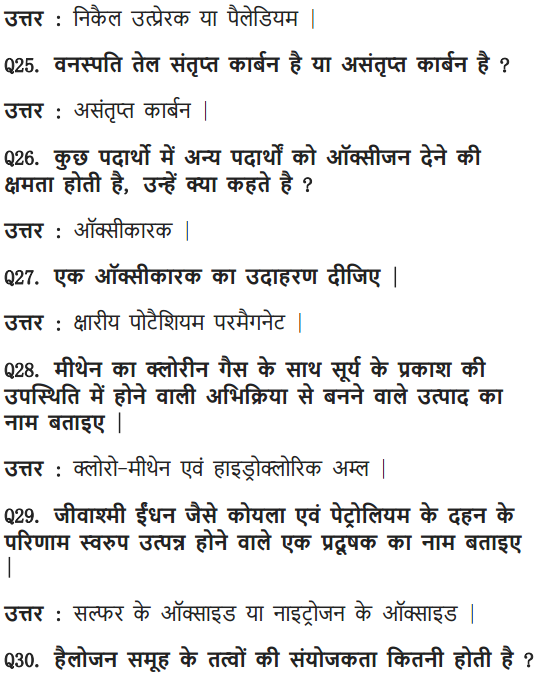 उत्तर : निकैल उत्प्रेरक या पैलेडियम |
Q25. वनस्पति तेल संतृप्त कार्बन है या असंतृप्त कार्बन है ?
उत्तर : असंतृप्त कार्बन |
Q26. कुछ पदार्थो में अन्य पदार्थों को ऑक्सीजन देने की
क्षमता होती है, उन्हें क्या कहते है ?
उत्तर : ऑक्सीकारक |
Q27. एक ऑक्सीकारक का उदाहरण दीजिए |
उत्तर : क्षारीय पोटैशियम परमैगनेट |
Q28. मीथेन का क्लोरीन गैस के साथ सूर्य के प्रकाश की
उपस्थिति में होने वाली अभिक्रिया से बनने वाले उत्पाद का
नाम बताइए |
उत्तर : क्लोरो-मीथेन एवं हाइड्रोक्लोरिक अम्ल |
Q29. जीवाश्मी ईंधन जैसे कोयला एवं पेट्रोलियम के दहन के
परिणाम स्वरुप उत्पन्न होने वाले एक प्रदूषक का नाम बताइए
|
उत्तर : सल्फर के ऑक्साइड या नाइट्रोजन के ऑक्साइड |
Q30. हैलोजन समूह के तत्वों की संयोजकता कितनी होती है ?